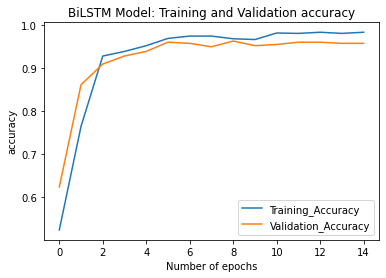 BiLSTM Model: Training and Validation accuracy
1.0
0.9
0.8
0.7
0.6
accuracy
Training_Accuracy
Validation_Accuracy
0 2 4 6 8 10 12 14
Number of epochs